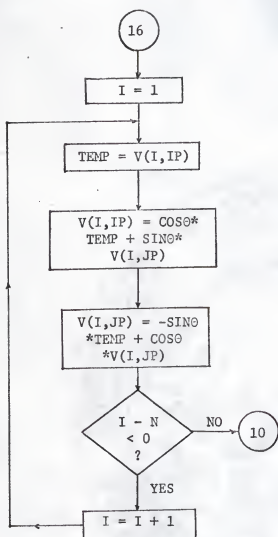 16
I = 1
TEMP = V(I,IP)
V(I,IP) = COSθ*
TEMP + SINθ*
V(I,JP)
V(I,JP) = -SINθ
*TEMP + COSθ
*V(I,JP)
I - N
< 0
?
NO
10
YES
I = I + 1